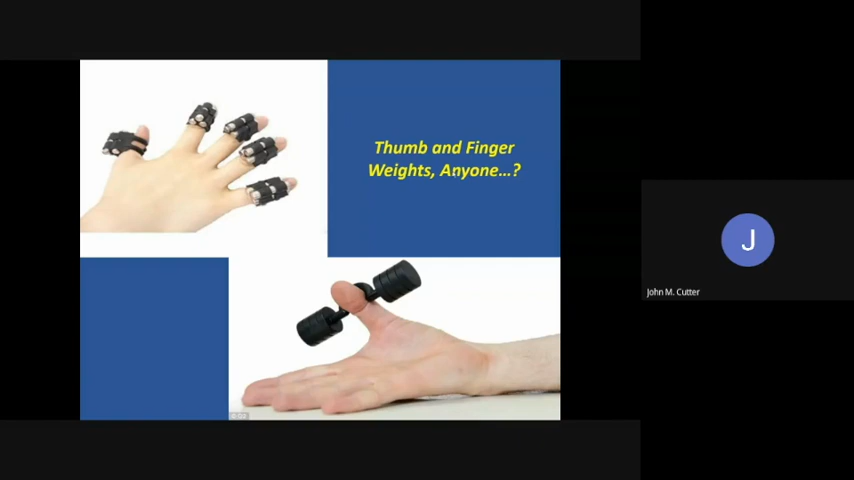 Thumb and Finger
Weights, Anyone...?
J
John M. Cutter